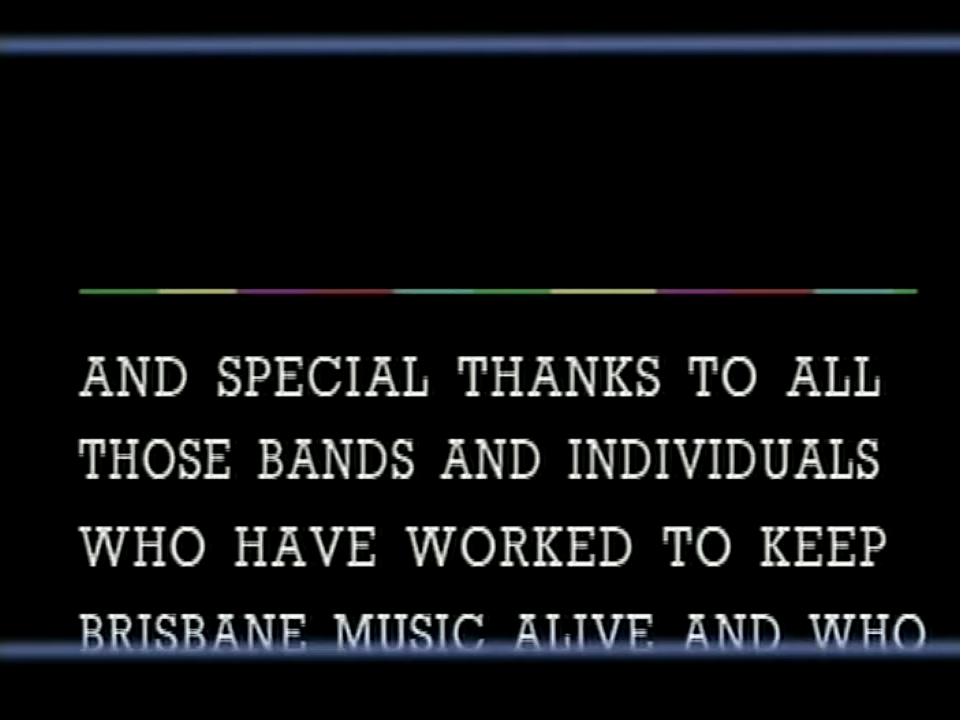 AND SPECIAL THANKS TO ALL
THOSE BANDS AND INDIVIDUALS
WHO HAVE WORKED TO KEEP
BRISBANE MUSIC ALIVE AND WHO